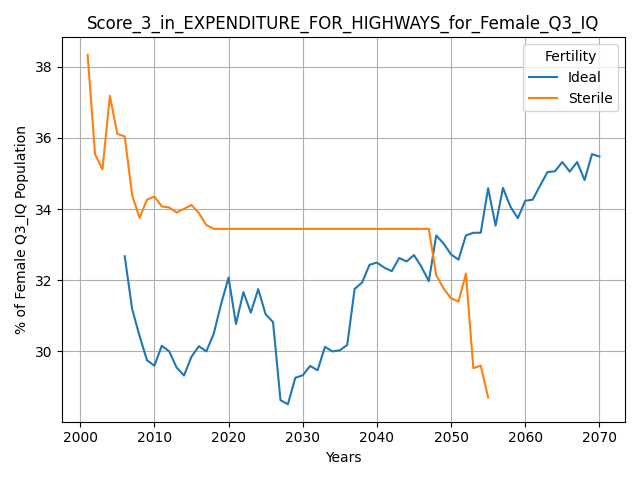 Score_3_in_EXPENDITURE_FOR_HIGHWAYS_for_Female_Q3_IQ
Fertility
Ideal
Sterile
% of Female Q3_IQ Population
38
36
34
32
30
2000 2010 2020 2030 2040 2050 2060 2070
Years